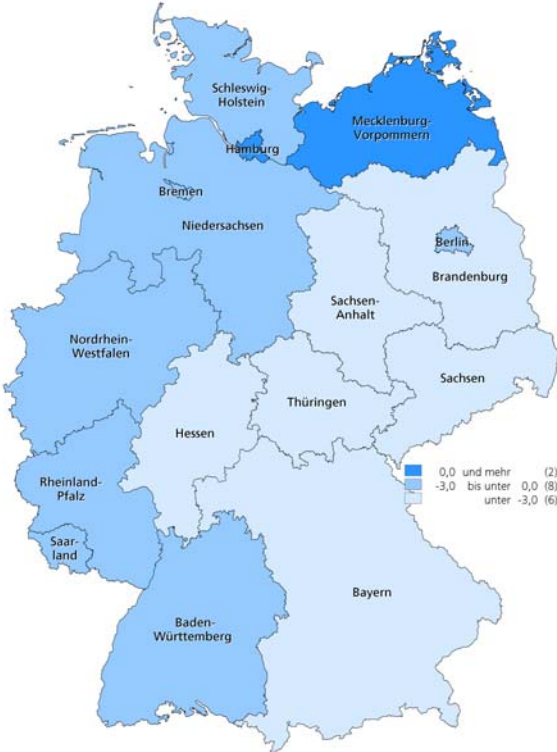 Schleswig-
Holstein
Mecklenburg-
Vorpommern
Hamburg
Bremen
Niedersachsen
Berlin
Brandenburg
Sachsen-
Anhalt
Nordrhein-
Westfalen
Sachsen
Thüringen
Hessen
0,0 und mehr (2)
-3,0 bis unter 0,0 (8)
unter -3,0 (6)
Rheinland-
Pfalz
Saar-
land
Bayern
Baden-
Württemberg